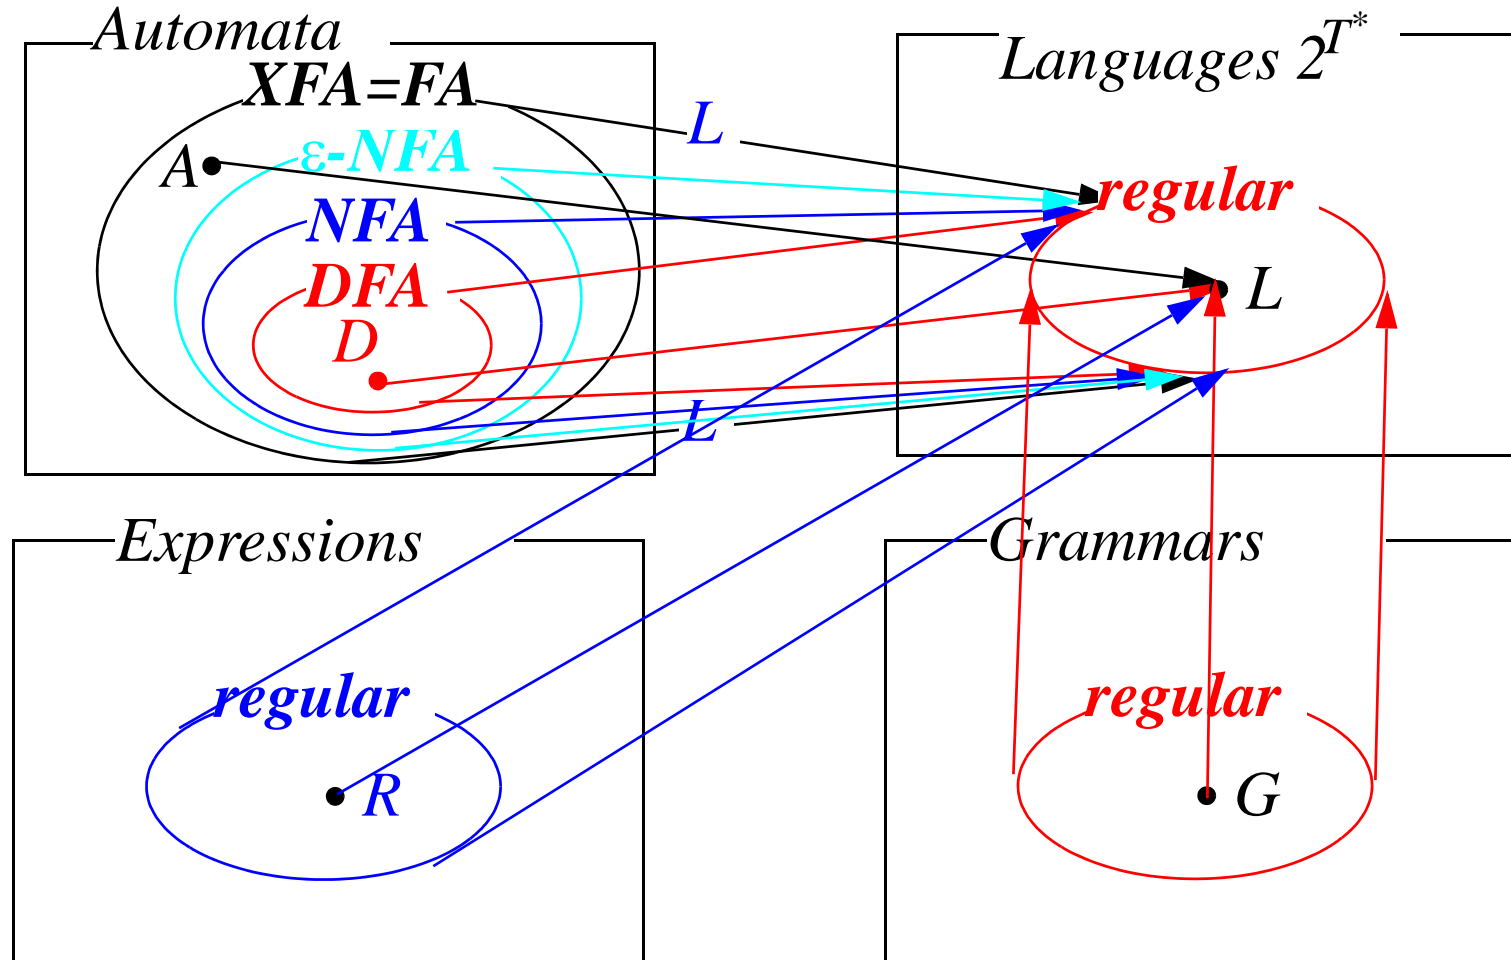 Automata
XFA=FA
ε-NFA
A
NFA
DFA
D
L
L
Languages 2^T*
regular
L
Expressions
regular
R
Grammars
regular
G